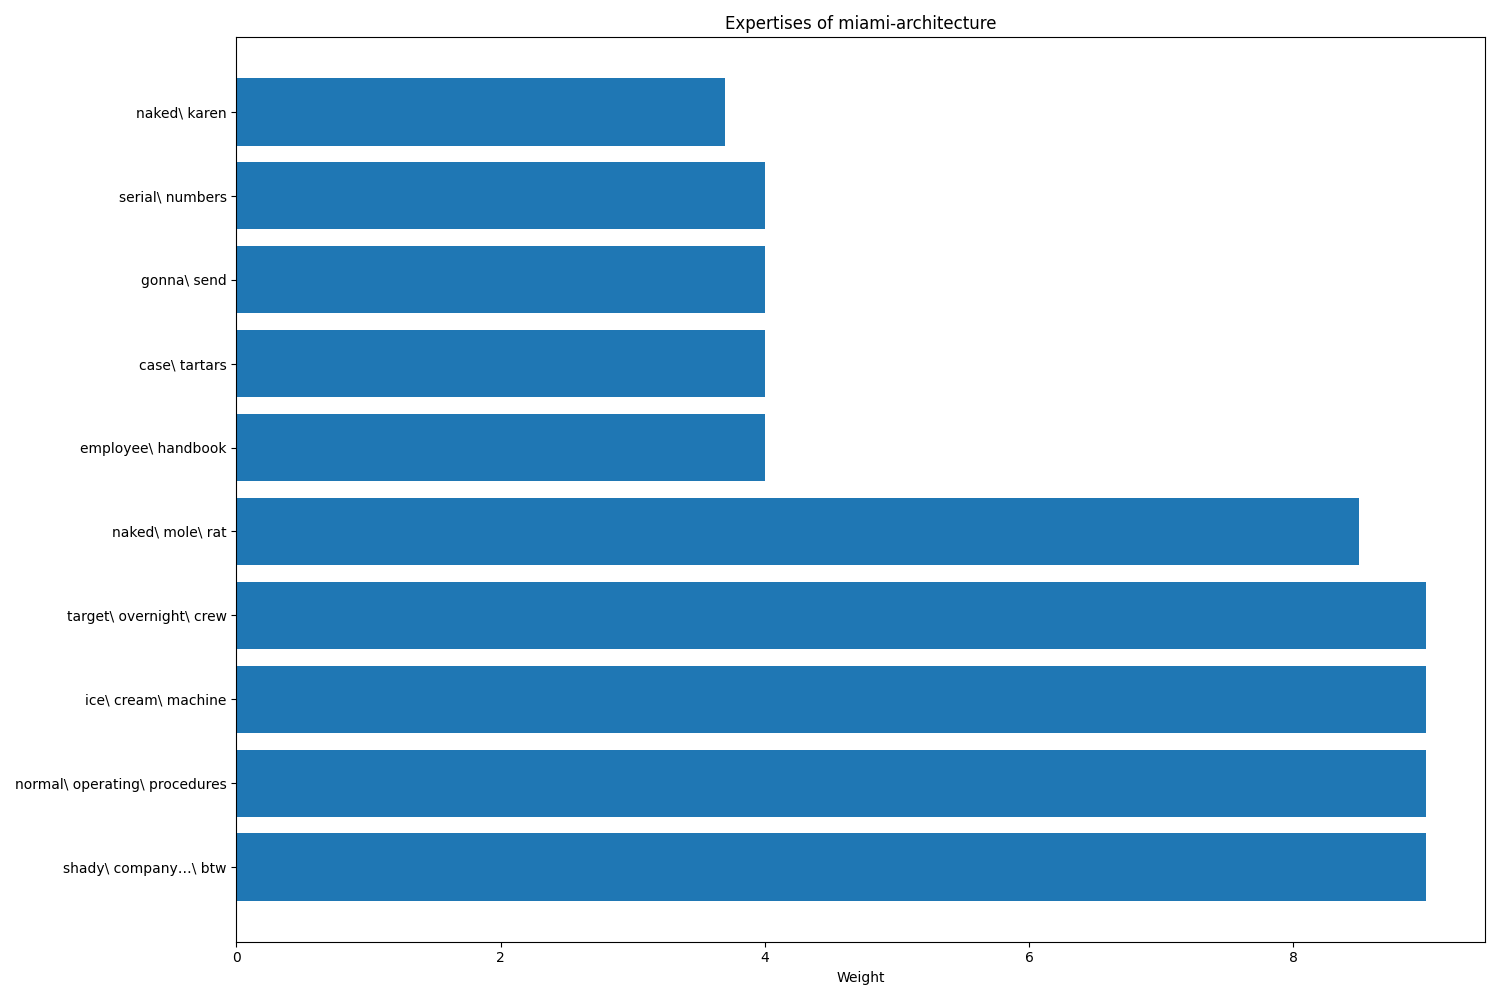 Expertises of miami-architecture
naked\ karen
serial\ numbers
gonna\ send
case\ tartars
employee\ handbook
naked\ mole\ rat
target\ overnight\ crew
ice\ cream\ machine
normal\ operating\ procedures
shady\ company…\ btw
0 2 4 6 8
Weight